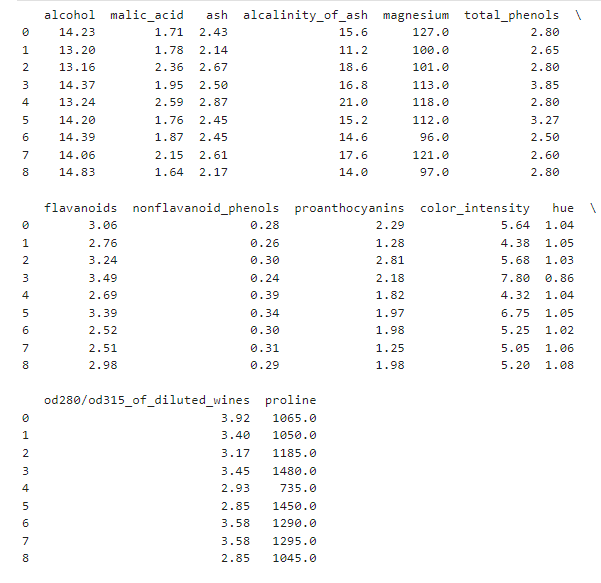 alcohol malic_acid ash alcalinity_of_ash magnesium total_phenols \
0 14.23 1.71 2.43 15.6 127.0 2.80
1 13.20 1.78 2.14 11.2 100.0 2.65
2 13.16 2.36 2.67 18.6 101.0 2.80
3 14.37 1.95 2.50 16.8 113.0 3.85
4 13.24 2.59 2.87 21.0 118.0 2.80
5 14.20 1.76 2.45 15.2 112.0 3.27
6 14.39 1.87 2.45 14.6 96.0 2.50
7 14.06 2.15 2.61 17.6 121.0 2.60
8 14.83 1.64 2.17 14.0 97.0 2.80
flavanoids nonflavanoid_phenols proanthocyanins color_intensity hue \
0 3.06 0.28 2.29 5.64 1.04
1 2.76 0.26 1.28 4.38 1.05
2 3.24 0.30 2.81 5.68 1.03
3 3.49 0.24 2.18 7.80 0.86
4 2.69 0.39 1.82 4.32 1.04
5 3.39 0.34 1.97 6.75 1.05
6 2.52 0.30 1.98 5.25 1.02
7 2.51 0.31 1.25 5.05 1.06
8 2.98 0.29 1.98 5.20 1.08
od280/od315_of_diluted_wines proline
0 3.92 1065.0
1 3.40 1050.0
2 3.17 1185.0
3 3.45 1480.0
4 2.93 735.0
5 2.85 1450.0
6 3.58 1290.0
7 3.58 1295.0
8 2.85 1045.0